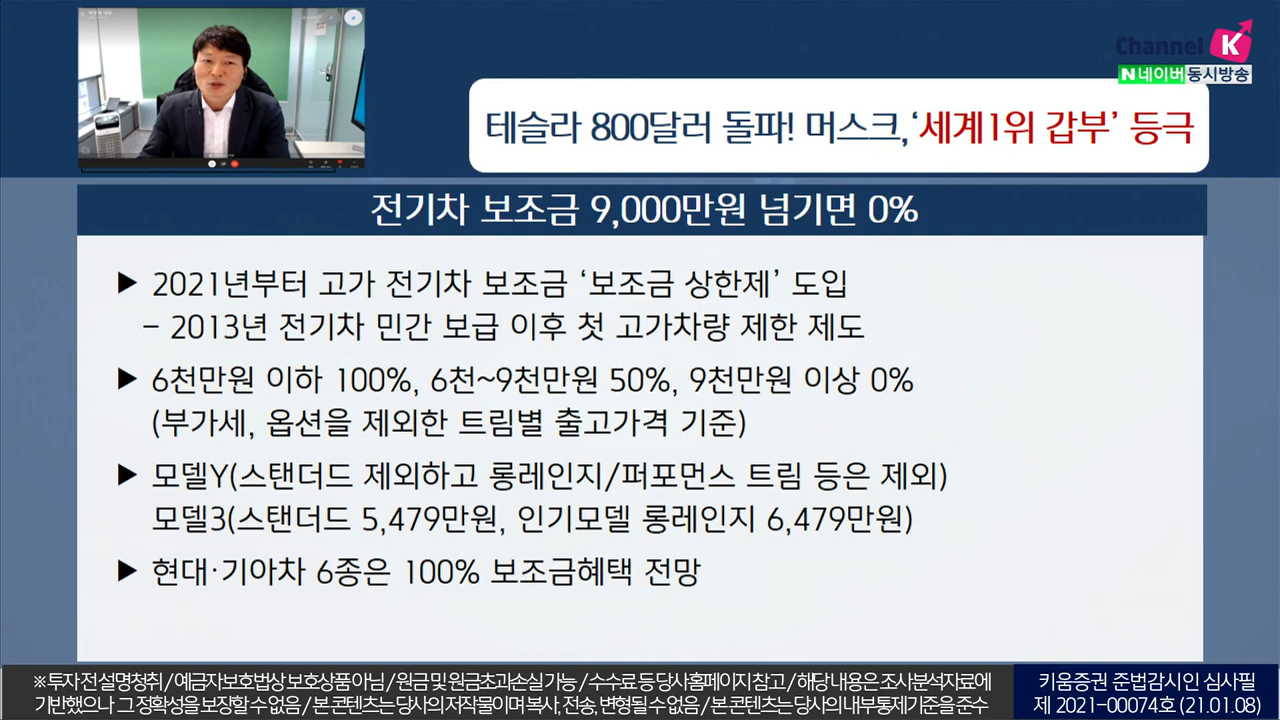 Channel K
N네이버 동시방송
테슬라 800달러 돌파! 머스크, ‘세계1위 갑부’ 등극
전기차 보조금 9,000만원 넘기면 0%
▶ 2021년부터 고가 전기차 보조금 ‘보조금 상한제’ 도입
– 2013년 전기차 민간 보급 이후 첫 고가차량 제한 제도
▶ 6천만원 이하 100%, 6천~9천만원 50%, 9천만원 이상 0%
(부가세, 옵션을 제외한 트림별 출고가격 기준)
▶ 모델Y(스탠더드 제외하고 롱레인지/퍼포먼스 트림 등은 제외)
모델3(스탠더드 5,479만원, 인기모델 롱레인지 6,479만원)
▶ 현대·기아차 6종은 100% 보조금혜택 전망
※ 투자 전 설명청취 / 예금자보호법상 보호상품 아님 / 원금 및 원금초과손실 가능 / 수수료 등 당사홈페이지 참고 / 해당 내용은 조사분석자료에
기반했으나 그 정확성을 보장할 수 없음 / 본 콘텐츠는 당사의 저작물이며 복사, 전송, 변형될 수 없음 / 본 콘텐츠는 당사의 내부통제기준을 준수
키움증권 준법감시인 심사필
제 2021-00074호 (21.01.08)